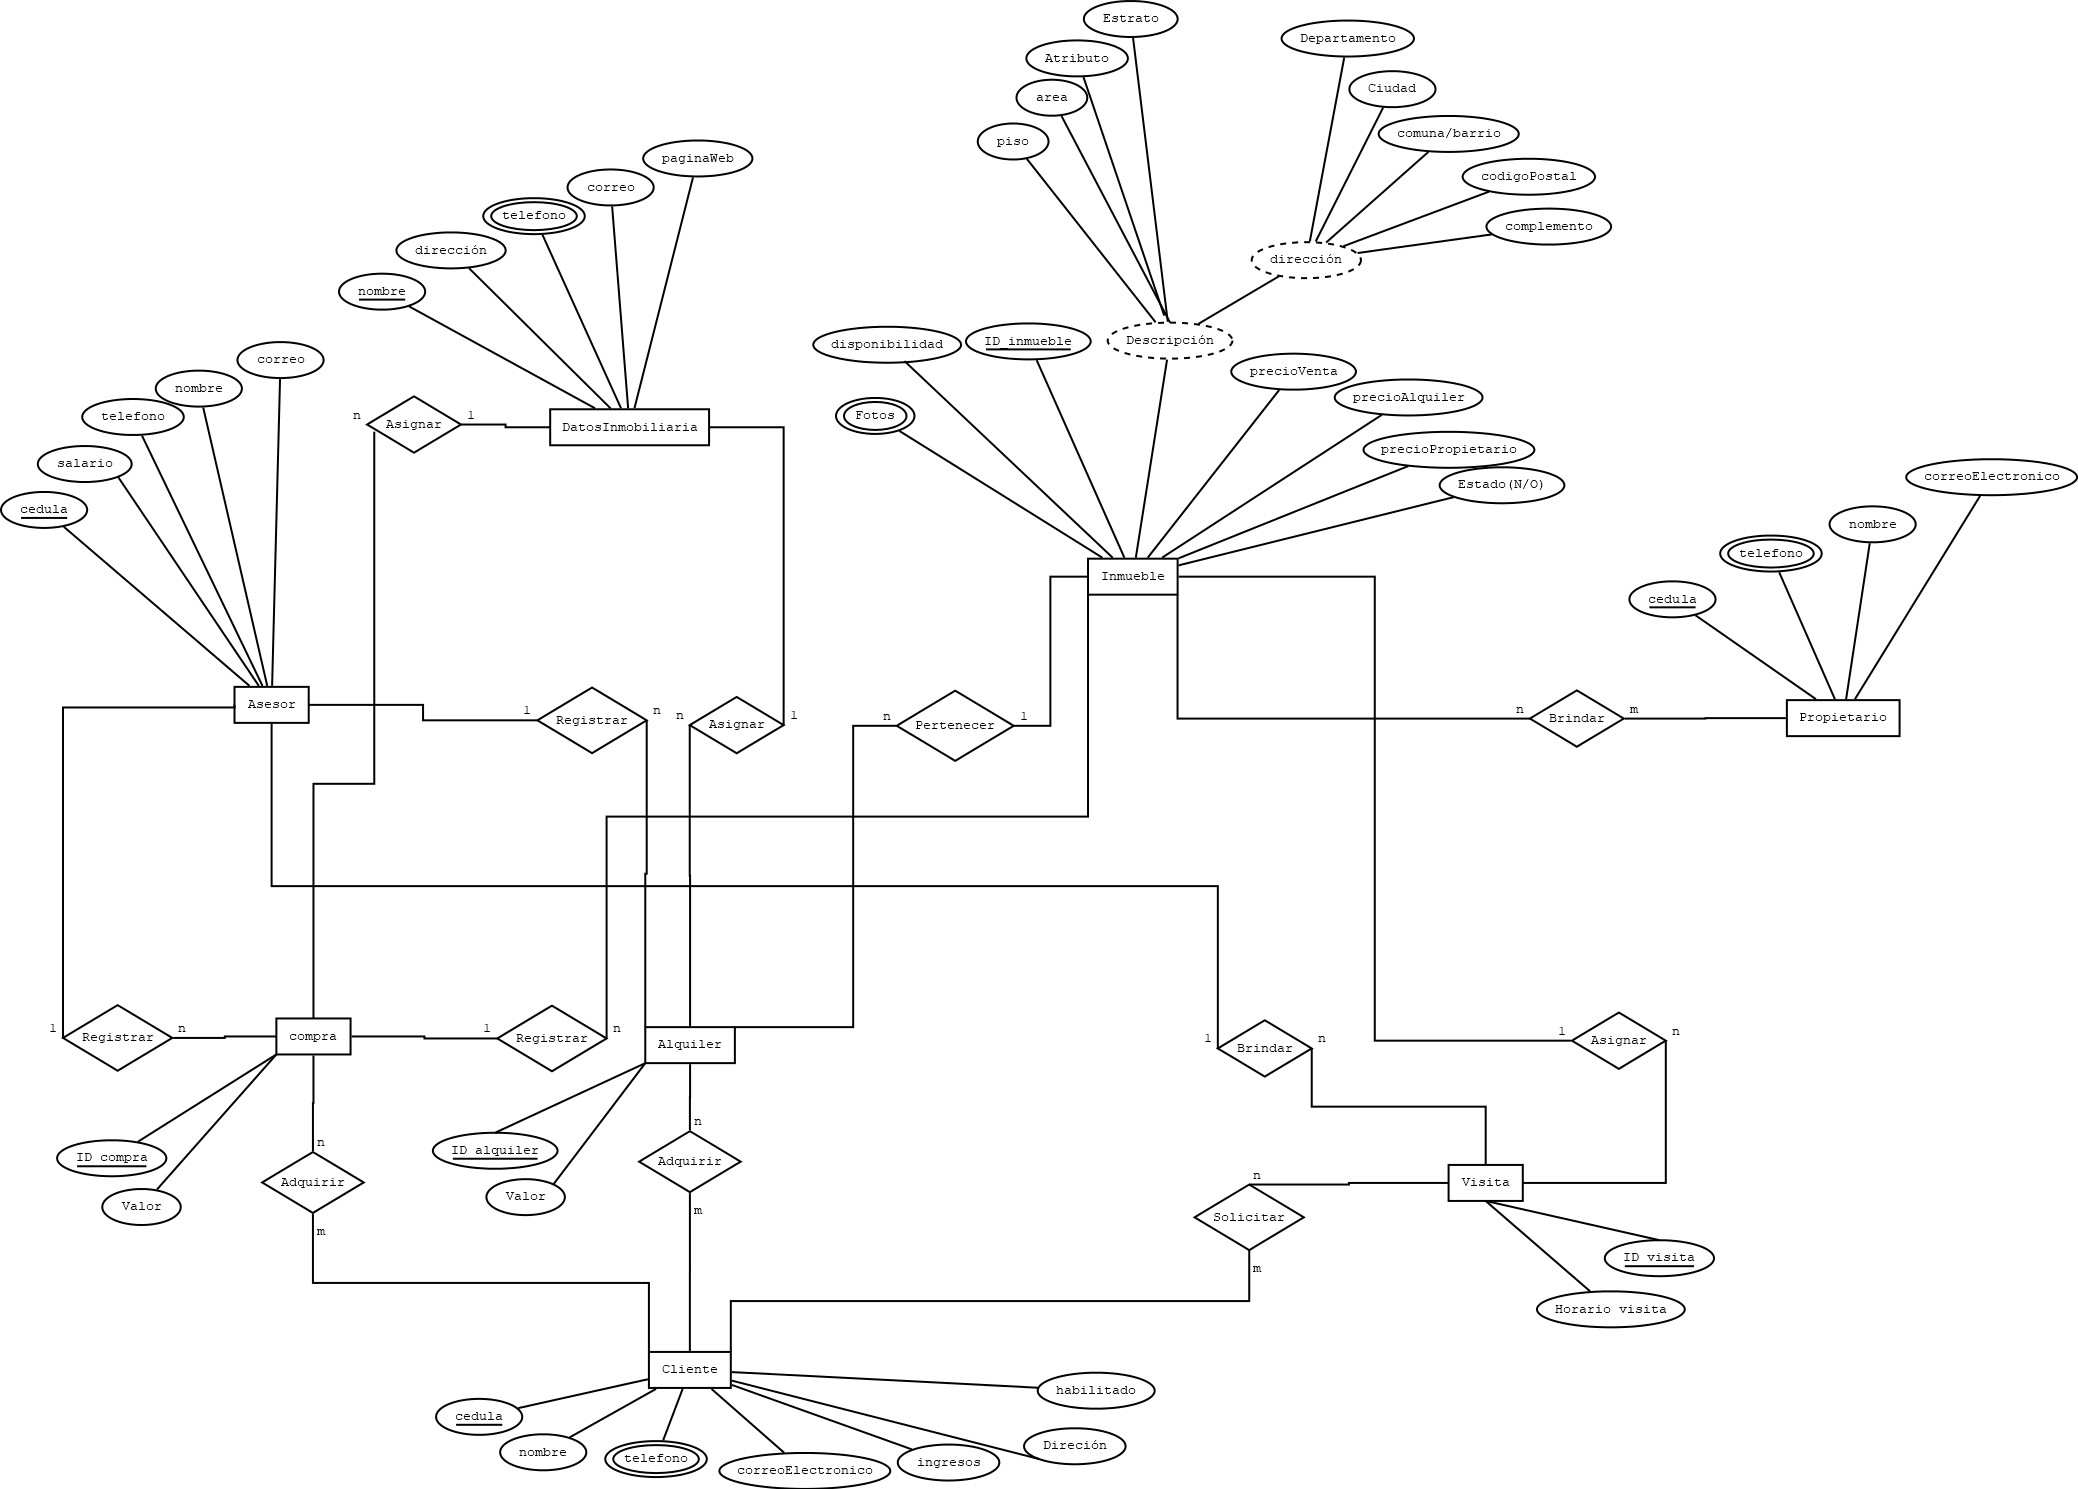 Estrato
Departamento
Atributo
Ciudad
area
comuna/barrio
piso
paginaWeb
codigoPostal
correo
telefono
complemento
dirección
dirección
nombre
Descripción
disponibilidad
ID_inmueble
correo
precioVenta
nombre
precioAlquiler
telefono
n
Asignar
1
DatosInmobiliaria
Fotos
precioPropietario
salario
Estado(N/O)
correoElectronico
cedula
nombre
telefono
Inmueble
cedula
Asesor
1
Registrar
n
n
Asignar
1
n
Pertenecer
1
n
Brindar
m
Propietario
1
Registrar
n
compra
1
Registrar
n
Alquiler
1
Brindar
n
1
Asignar
n
n
n
ID compra
ID alquiler
Adquirir
Adquirir
n
Visita
Valor
Valor
m
m
Solicitar
m
ID visita
Horario visita
Cliente
habilitado
cedula
Direción
nombre
telefono
correoElectronico
ingresos